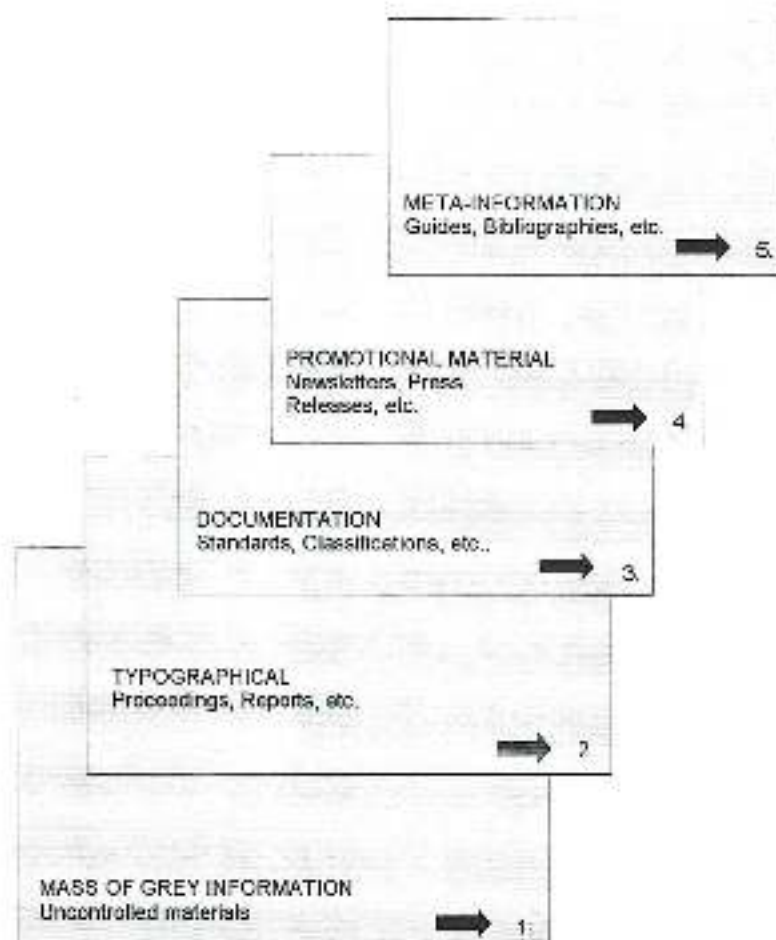 META-INFORMATION
Guides, Bibliographies, etc.
5.
PROMOTIONAL MATERIAL
Newsletters, Press
Releases, etc.
4
DOCUMENTATION
Standards, Classifications, etc..
3.
TYPOGRAPHICAL
Proceedings, Reports, etc.
2.
MASS OF GREY INFORMATION
Uncontrolled materials
1.